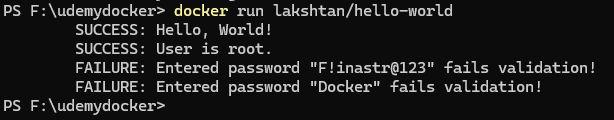 PS F:\udemydocker> docker run lakshtan/hello-world
SUCCESS: Hello, World!
SUCCESS: User is root.
FAILURE: Entered password "F!inastr@123" fails validation!
FAILURE: Entered password "Docker" fails validation!
PS F:\udemydocker>